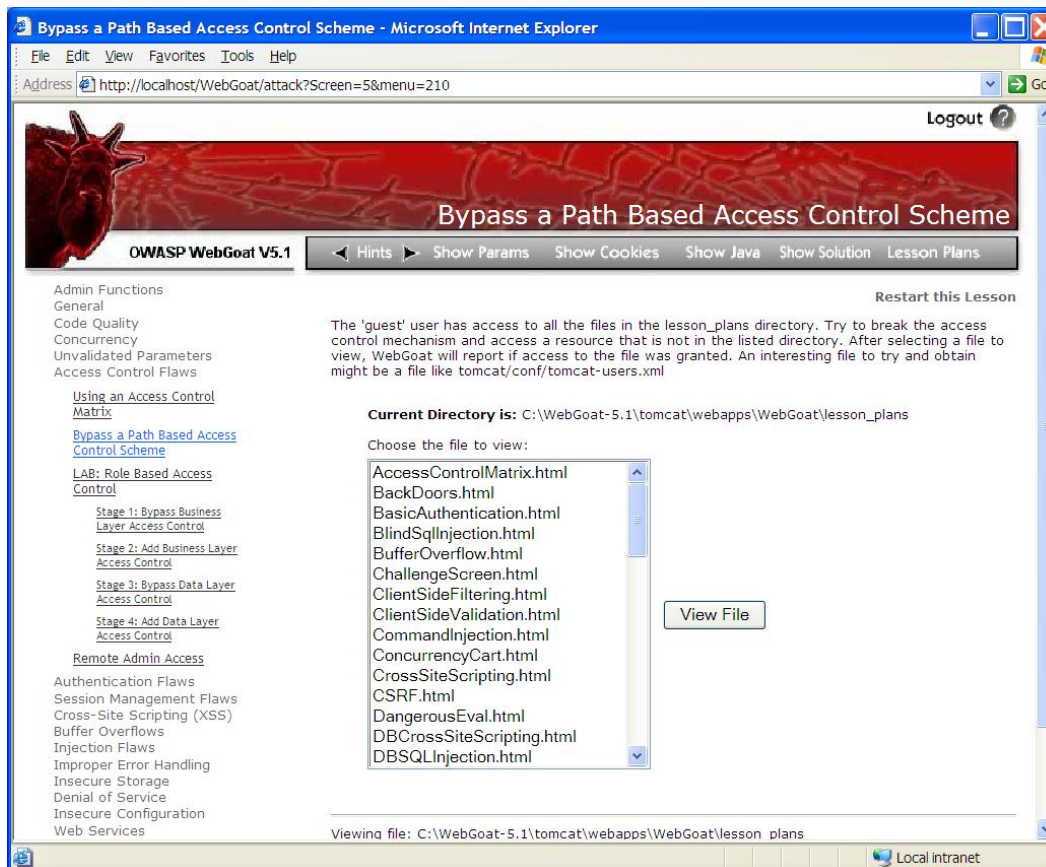 Bypass a Path Based Access Control Scheme - Microsoft Internet Explorer
File Edit View Favorites Tools Help
Address http://localhost/WebGoat/attack?Screen=5&menu=210 Go
Logout ?
Bypass a Path Based Access Control Scheme
OWASP WebGoat V5.1
Hints Show Params Show Cookies Show Java Show Solution Lesson Plans
Admin Functions
General
Code Quality
Concurrency
Unvalidated Parameters
Access Control Flaws
Using an Access Control
Matrix
Bypass a Path Based Access
Control Scheme
LAB: Role Based Access
Control
Stage 1: Bypass Business
Layer Access Control
Stage 2: Add Business Layer
Access Control
Stage 3: Bypass Data Layer
Access Control
Stage 4: Add Data Layer
Access Control
Remote Admin Access
Authentication Flaws
Session Management Flaws
Cross-Site Scripting (XSS)
Buffer Overflows
Injection Flaws
Improper Error Handling
Insecure Storage
Denial of Service
Insecure Configuration
Web Services
Restart this Lesson
The 'guest' user has access to all the files in the lesson_plans directory. Try to break the access
control mechanism and access a resource that is not in the listed directory. After selecting a file to
view, WebGoat will report if access to the file was granted. An interesting file to try and obtain
might be a file like tomcat/conf/tomcat-users.xml
Current Directory is: C:\WebGoat-5.1\tomcat\webapps\WebGoat\lesson_plans
Choose the file to view:
AccessControlMatrix.html
BackDoors.html
BasicAuthentication.html
BlindSqlInjection.html
BufferOverflow.html
ChallengeScreen.html
ClientSideFiltering.html
ClientSideValidation.html
CommandInjection.html
ConcurrencyCart.html
CrossSiteScripting.html
CSRF.html
DangerousEval.html
DBCrossSiteScripting.html
DBSQLInjection.html
View File
Viewing file: C:\WebGoat-5.1\tomcat\webapps\WebGoat\lesson_plans
Local intranet